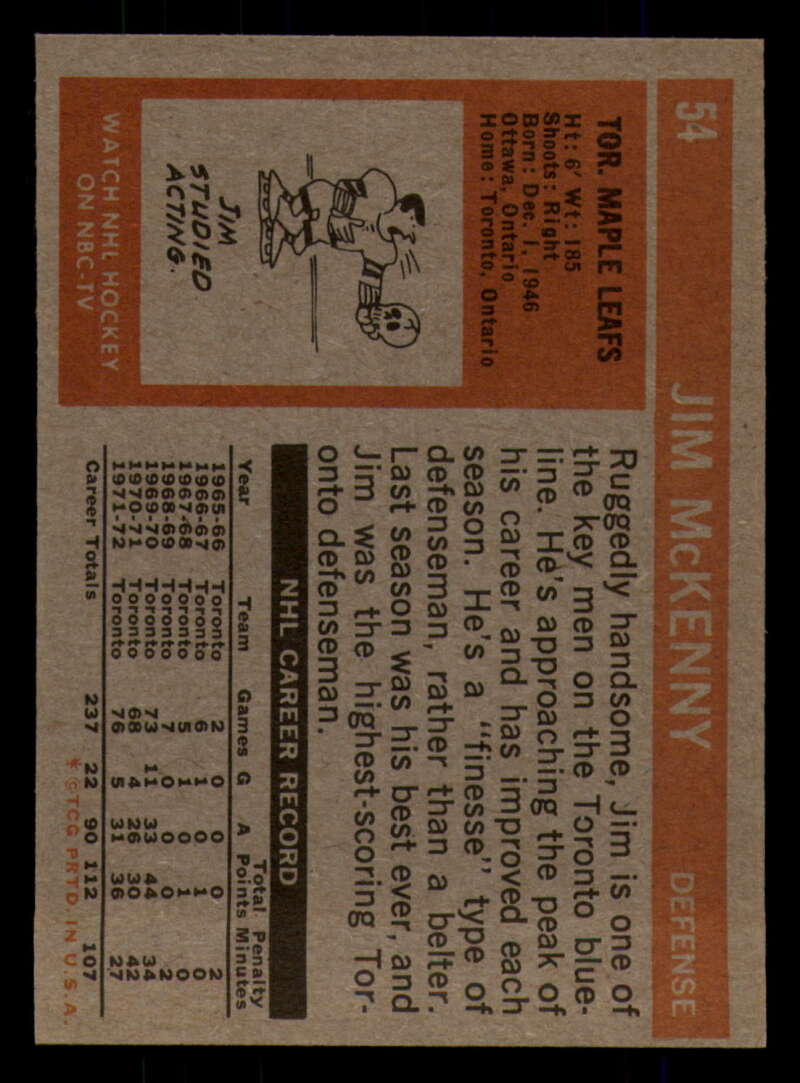 54 JIM McKENNY DEFENSE
TOR. MAPLE LEAFS
Ht: 6' Wt: 185
Shoots: Right
Born: Dec. 1, 1946
Ottawa, Ontario
Home: Toronto, Ontario
JIM
STUDIED
ACTING.
WATCH NHL HOCKEY
ON NBC-TV
Ruggedly handsome, Jim is one of
the key men on the Toronto blue-
line. He's approaching the peak of
his career and has improved each
season. He's a "finesse" type of
defenseman, rather than a belter.
Last season was his best ever, and
Jim was the highest-scoring Tor-
onto defenseman.
NHL CAREER RECORD
Total Penalty
Year Team Games G A Points Minutes
1965-66 Toronto 2 0 0 0 2
1966-67 Toronto 6 1 0 1 0
1967-68 Toronto 5 1 0 1 0
1968-69 Toronto 7 0 0 0 2
1969-70 Toronto 73 11 33 44 34
1970-71 Toronto 68 4 26 30 42
1971-72 Toronto 76 5 31 36 27
Career Totals 237 22 90 112 107
* © TCG PRTD. IN U.S.A.